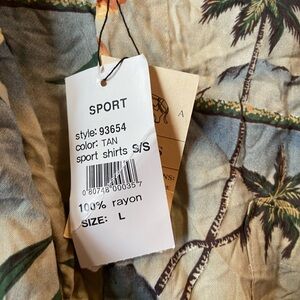 SPORT
style: 93654
color: TAN
sport shirts S/S
100% rayon
SIZE: L
A